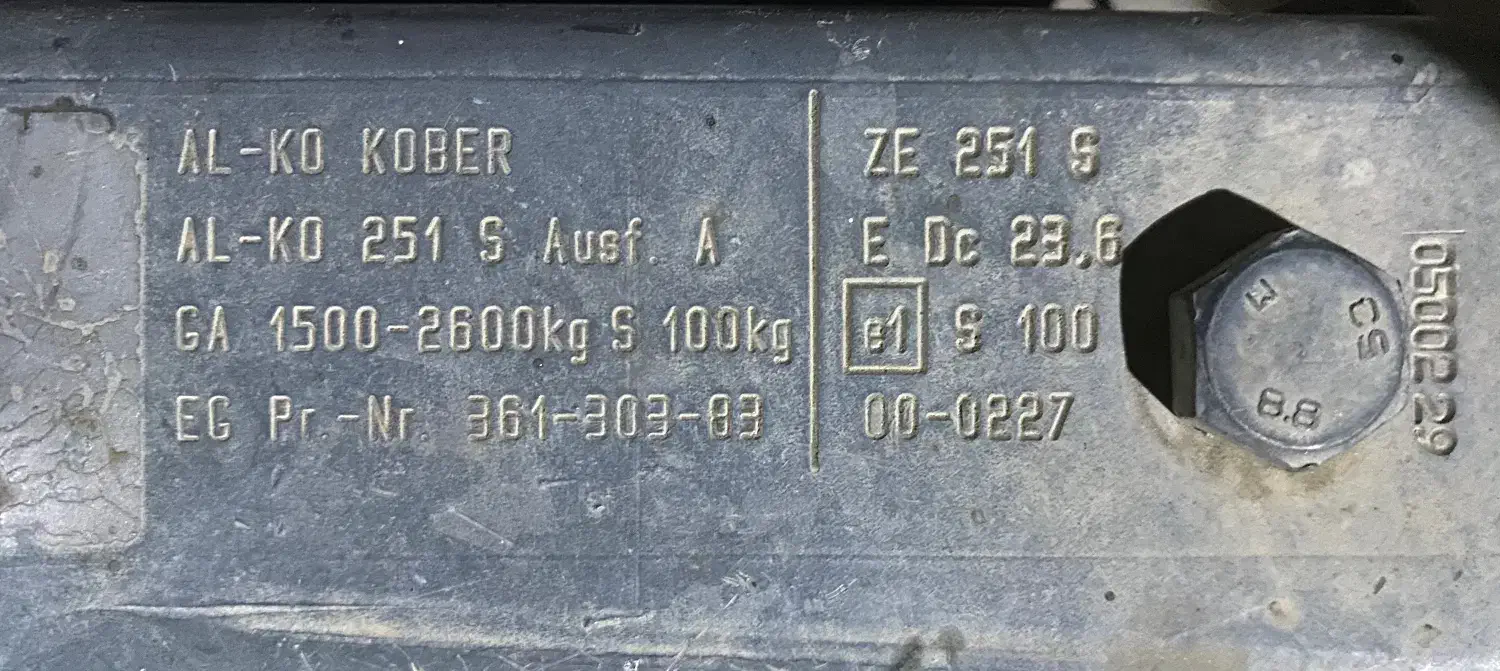 AL-KO KOBER
AL-KO 251 S Ausf. A
GA 1500-2600kg S 100kg
EG Pr.-Nr. 361-303-83
ZE 251 S
E Dc 23.6
e1 S 100
00-0227
8.8
0500229